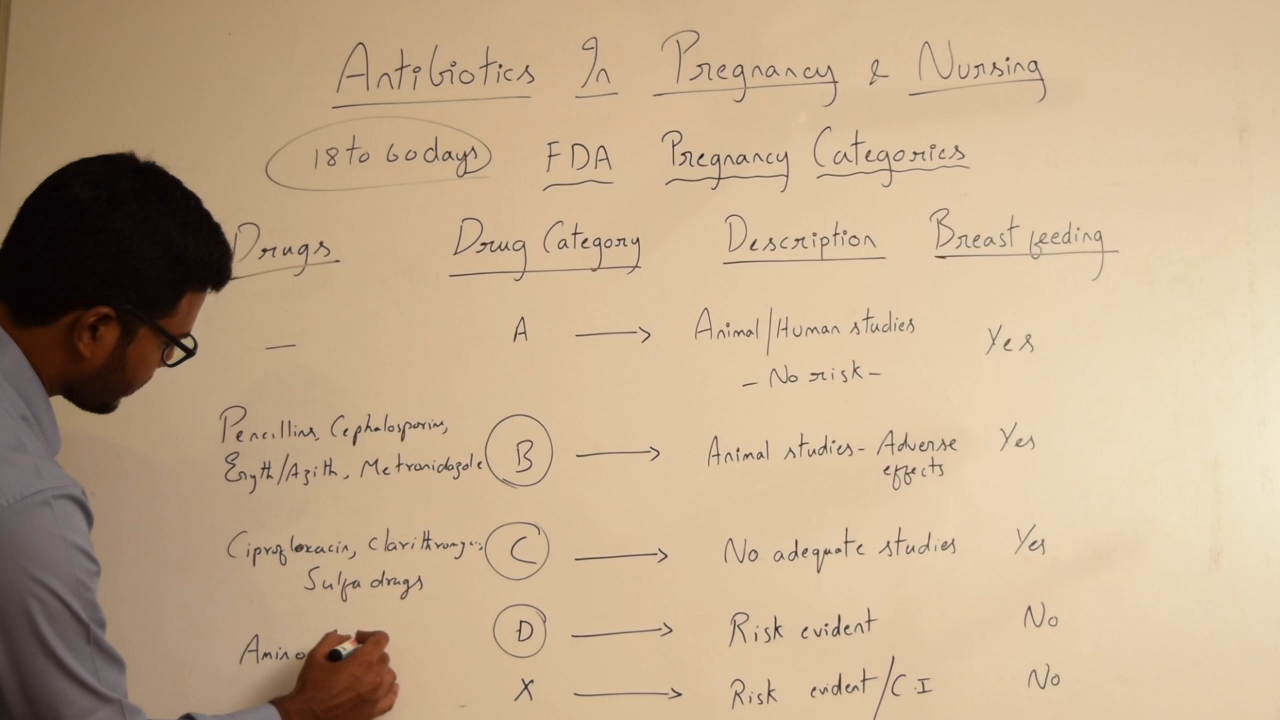 Antibiotics In Pregnancy & Nursing
18 to 60 days FDA Pregnancy Categories
Drugs Drug Category Description Breast feeding
— A → Animal/Human studies Yes
- No risk -
Pencillins, Cephalosporins,
Eryth/Azith, Metronidazole B → Animal studies - Adverse effects Yes
Ciprofloxacin, Clarithromycin, C → No adequate studies Yes
Sulfa drugs
Amino D → Risk evident No
X → Risk evident/C.I No